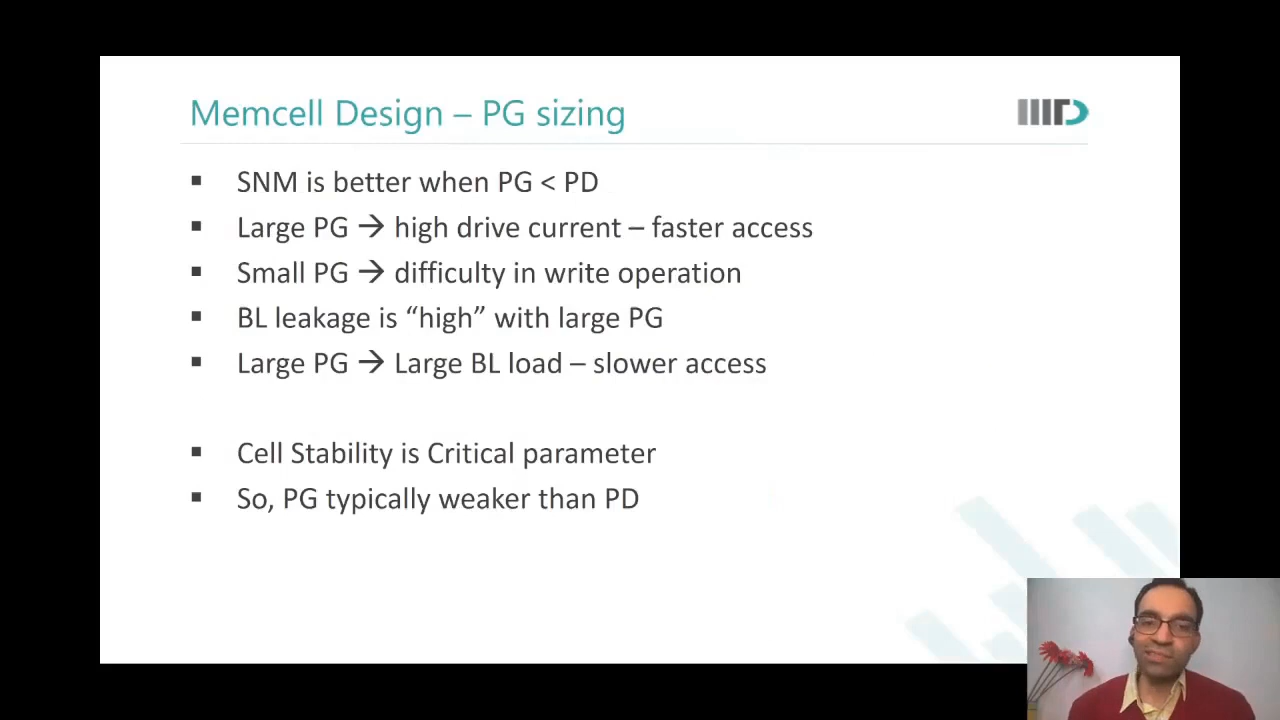 Memcell Design – PG sizing
IIITD
▪ SNM is better when PG < PD
▪ Large PG → high drive current – faster access
▪ Small PG → difficulty in write operation
▪ BL leakage is “high” with large PG
▪ Large PG → Large BL load – slower access
▪ Cell Stability is Critical parameter
▪ So, PG typically weaker than PD